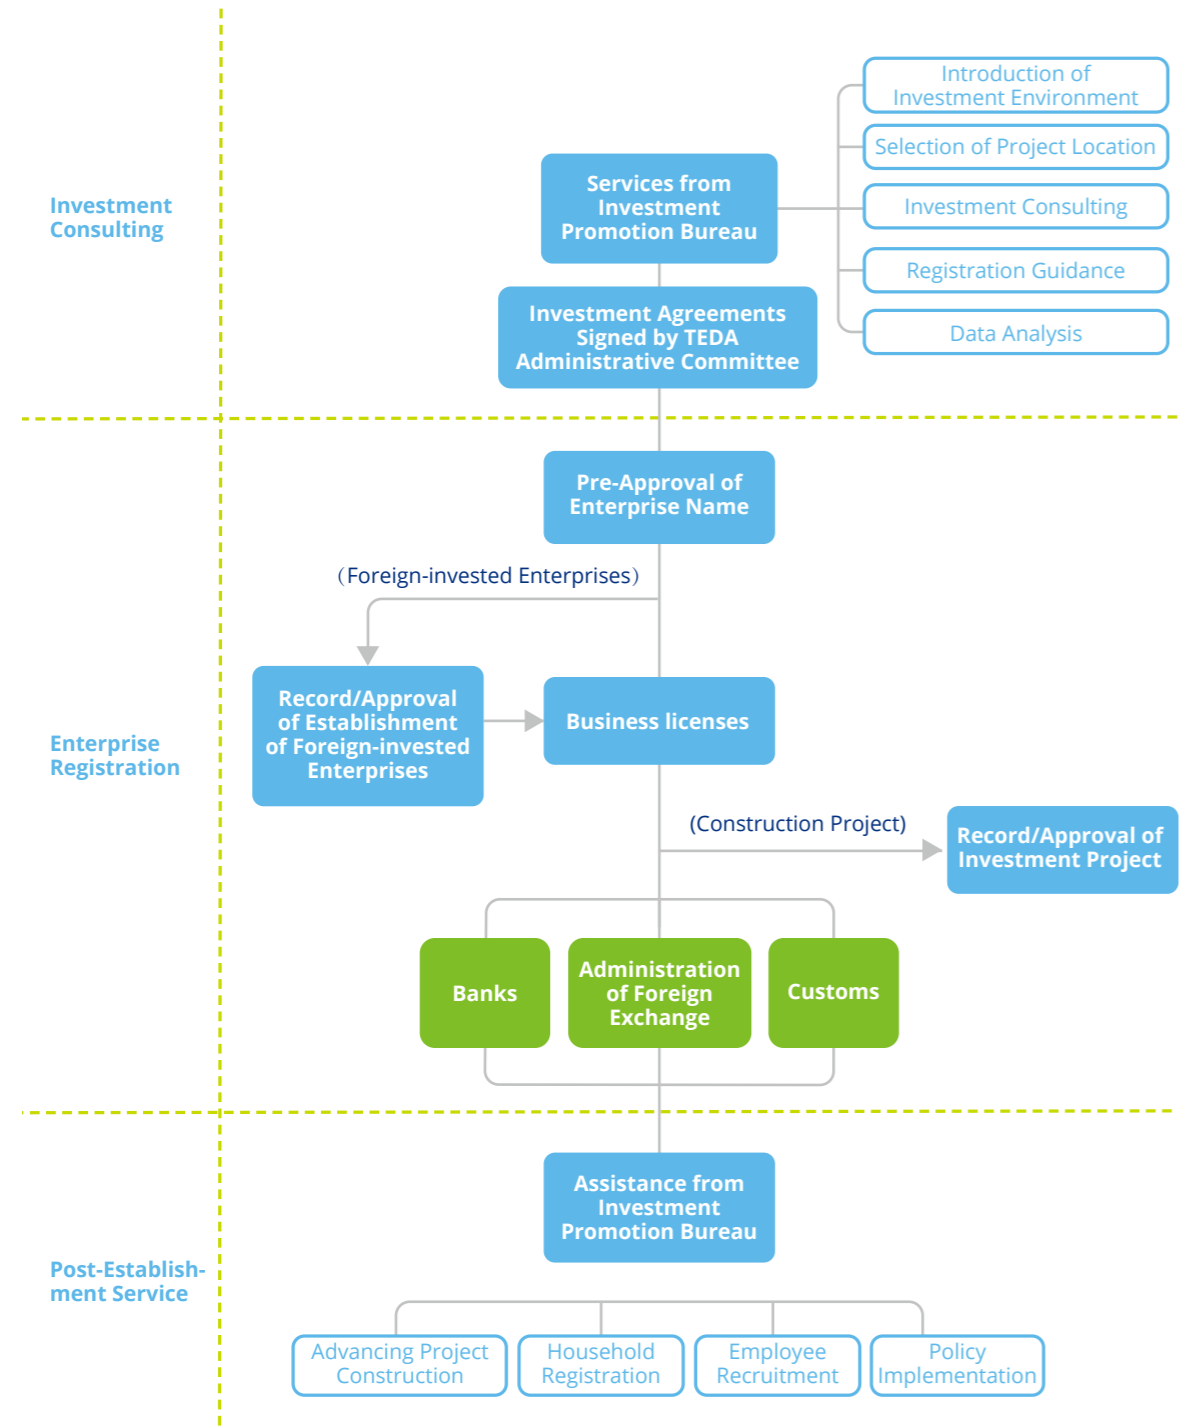 Investment
Consulting
Services from
Investment
Promotion Bureau
Introduction of
Investment Environment
Selection of Project Location
Investment Consulting
Registration Guidance
Data Analysis
Investment Agreements
Signed by TEDA
Administrative Committee
Enterprise
Registration
Pre-Approval of
Enterprise Name
（Foreign-invested Enterprises）
Record/Approval
of Establishment
of Foreign-invested
Enterprises
Business licenses
(Construction Project)
Record/Approval of
Investment Project
Banks
Administration
of Foreign
Exchange
Customs
Post-Establish-
ment Service
Assistance from
Investment
Promotion Bureau
Advancing Project
Construction
Household
Registration
Employee
Recruitment
Policy
Implementation